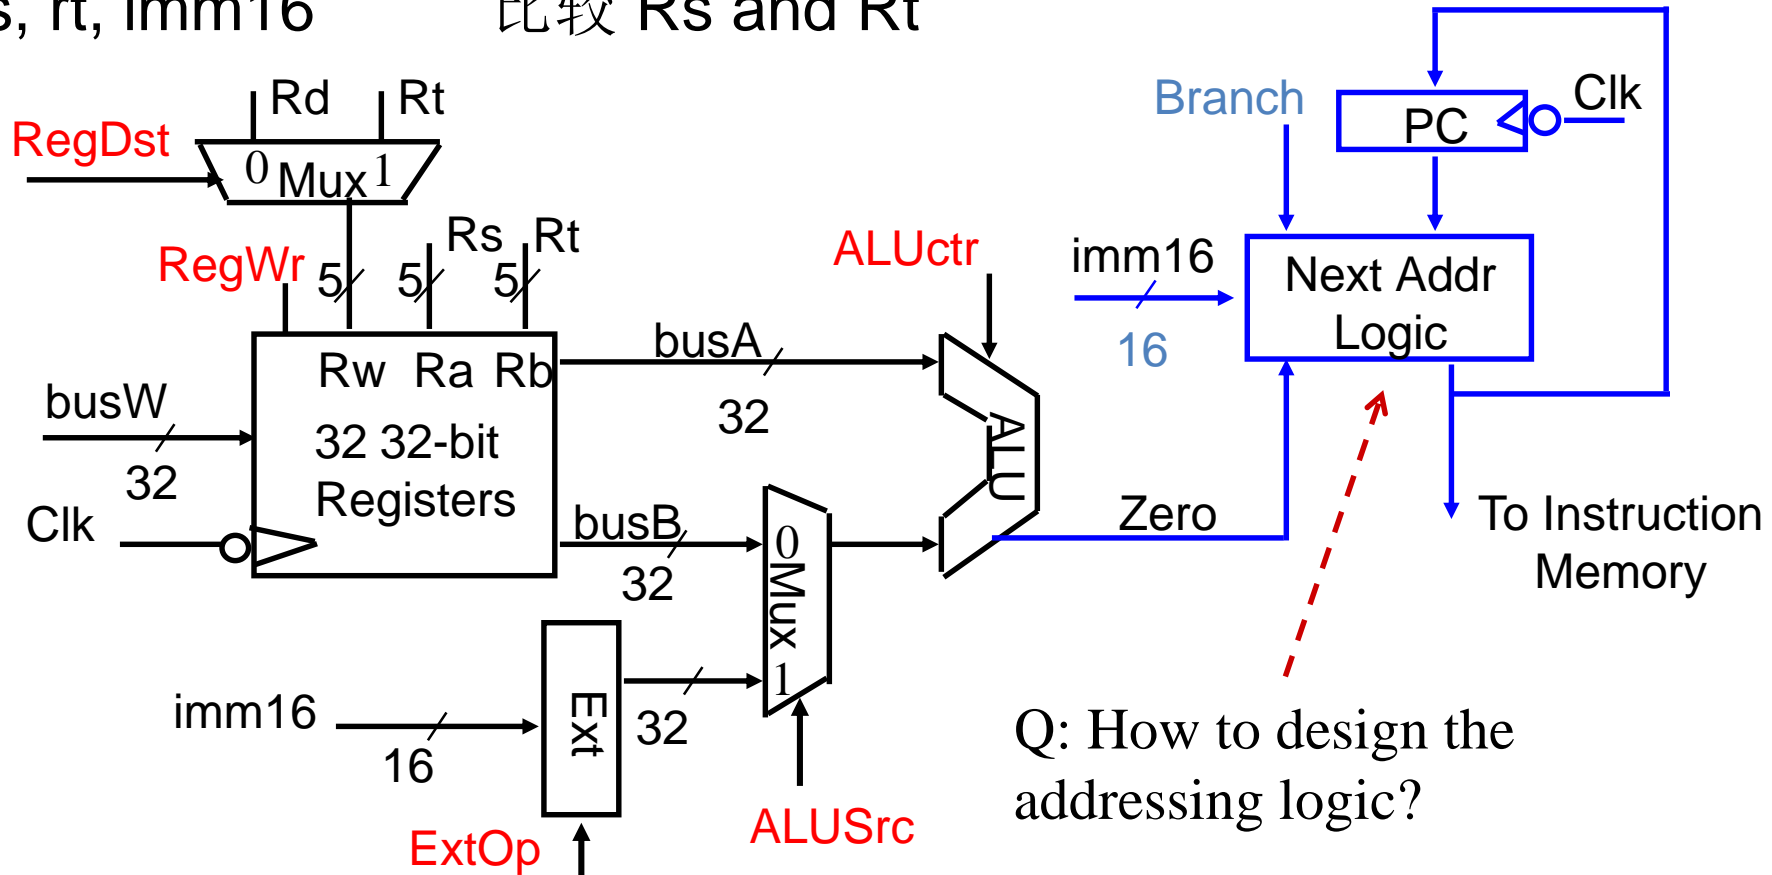 s, rt, imm16 比较 Rs and Rt
Rd Rt
RegDst
0 Mux 1
RegWr
5 5 Rs 5 Rt
Rw Ra Rb
32 32-bit
Registers
busW
32
Clk
busA
32
busB
32
0 Mux 1
imm16
16
Ext
32
ExtOp
ALUSrc
ALUctr
ALU
Zero
Branch
PC
Clk
imm16
16
Next Addr
Logic
To Instruction
Memory
Q: How to design the
addressing logic?